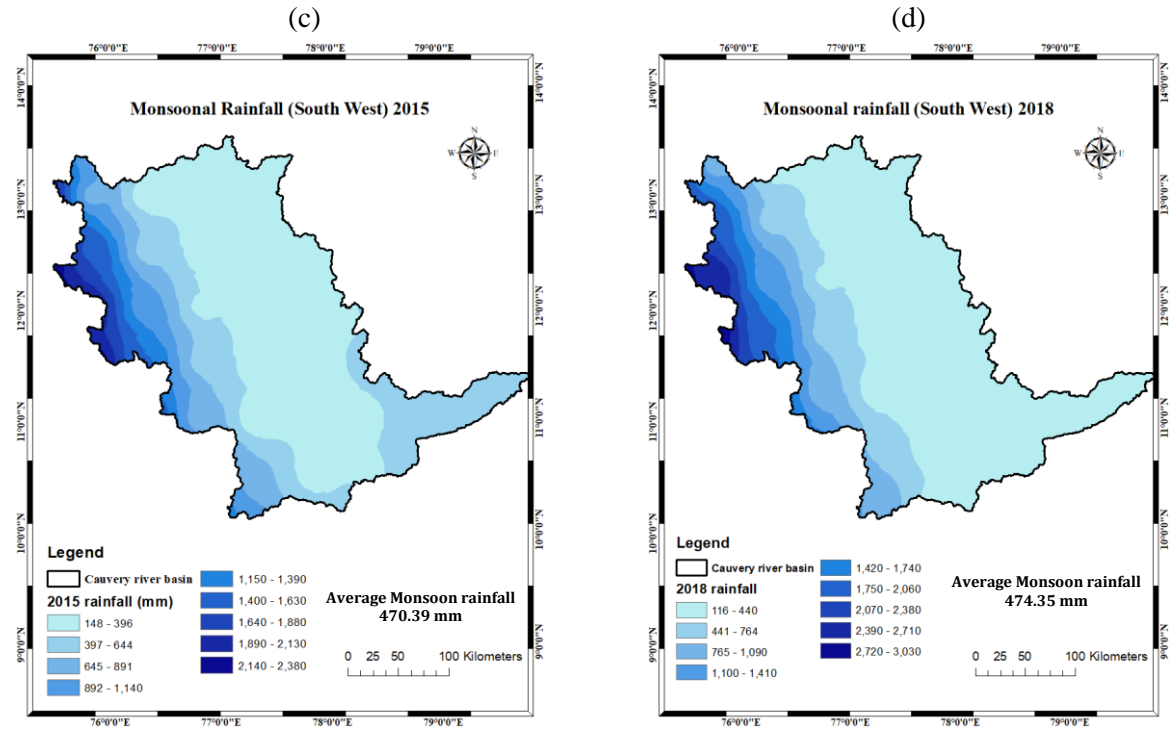 (c)
76°0'0"E 77°0'0"E 78°0'0"E 79°0'0"E
Monsoonal Rainfall (South West) 2015
N
W E
S
14°0'0"N 14°0'0"N
13°0'0"N 13°0'0"N
12°0'0"N 12°0'0"N
11°0'0"N 11°0'0"N
10°0'0"N 10°0'0"N
9°0'0"N 9°0'0"N
Legend
Cauvery river basin
2015 rainfall (mm)
148 - 396
397 - 644
645 - 891
892 - 1,140
1,150 - 1,390
1,400 - 1,630
1,640 - 1,880
1,890 - 2,130
2,140 - 2,380
Average Monsoon rainfall
470.39 mm
0 25 50 100 Kilometers
76°0'0"E 77°0'0"E 78°0'0"E 79°0'0"E
(d)
76°0'0"E 77°0'0"E 78°0'0"E 79°0'0"E
Monsoonal rainfall (South West) 2018
N
W E
S
14°0'0"N 14°0'0"N
13°0'0"N 13°0'0"N
12°0'0"N 12°0'0"N
11°0'0"N 11°0'0"N
10°0'0"N 10°0'0"N
9°0'0"N 9°0'0"N
Legend
Cauvery river basin
2018 rainfall
116 - 440
441 - 764
765 - 1,090
1,100 - 1,410
1,420 - 1,740
1,750 - 2,060
2,070 - 2,380
2,390 - 2,710
2,720 - 3,030
Average Monsoon rainfall
474.35 mm
0 25 50 100 Kilometers
76°0'0"E 77°0'0"E 78°0'0"E 79°0'0"E